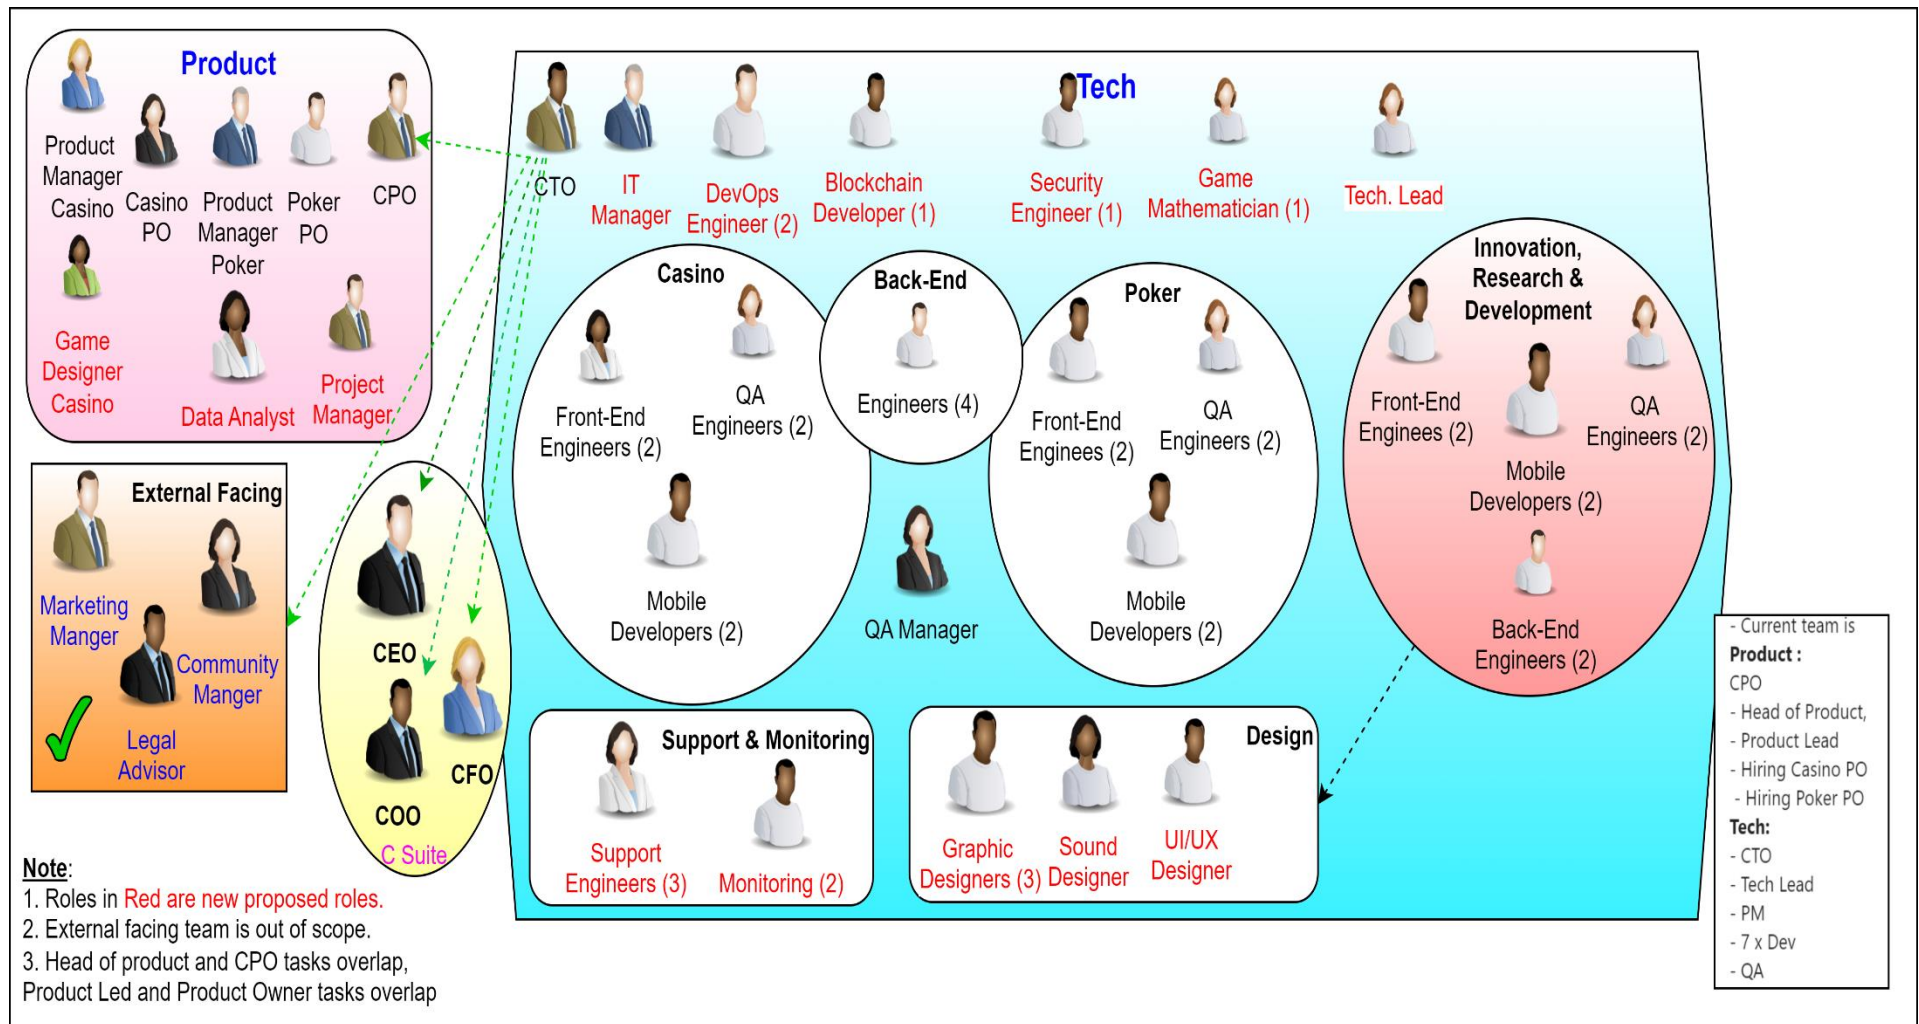 Product
Product
Manager
Casino
Casino
PO
Product
Manager
Poker
Poker
PO
CPO
Game
Designer
Casino
Data Analyst
Project
Manager
Tech
CTO
IT
Manager
DevOps
Engineer (2)
Blockchain
Developer (1)
Security
Engineer (1)
Game
Mathematician (1)
Tech. Lead
Casino
Front-End
Engineers (2)
QA
Engineers (2)
Mobile
Developers (2)
Back-End
Engineers (4)
QA Manager
Poker
Front-End
Enginees (2)
QA
Engineers (2)
Mobile
Developers (2)
Innovation,
Research &
Development
Front-End
Enginees (2)
QA
Engineers (2)
Mobile
Developers (2)
Back-End
Engineers (2)
External Facing
Marketing
Manger
Community
Manger
Legal
Advisor
CEO
CFO
COO
C Suite
Support & Monitoring
Support
Engineers (3)
Monitoring (2)
Design
Graphic
Designers (3)
Sound
Designer
UI/UX
Designer
- Current team is
Product :
CPO
- Head of Product,
- Product Lead
- Hiring Casino PO
- Hiring Poker PO
Tech:
- CTO
- Tech Lead
- PM
- 7 x Dev
- QA
Note:
1. Roles in Red are new proposed roles.
2. External facing team is out of scope.
3. Head of product and CPO tasks overlap,
Product Led and Product Owner tasks overlap